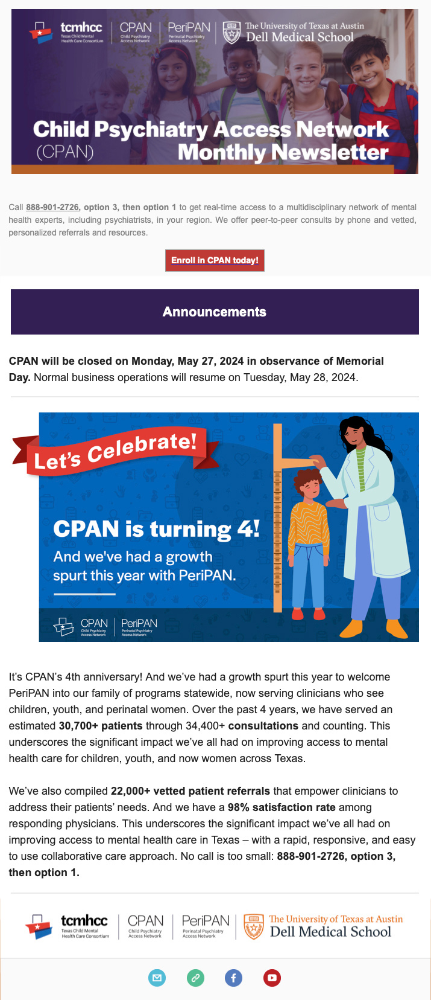 tcmhcc
Texas Child Mental
Health Care Consortium
CPAN
Child Psychiatry
Access Network
PeriPAN
Perinatal Psychiatry
Access Network
The University of Texas at Austin
Dell Medical School
Child Psychiatry Access Network
(CPAN) Monthly Newsletter
Call 888-901-2726, option 3, then option 1 to get real-time access to a multidisciplinary network of mental
health experts, including psychiatrists, in your region. We offer peer-to-peer consults by phone and vetted,
personalized referrals and resources.
Enroll in CPAN today!
Announcements
CPAN will be closed on Monday, May 27, 2024 in observance of Memorial
Day. Normal business operations will resume on Tuesday, May 28, 2024.
Let's Celebrate!
CPAN is turning 4!
And we've had a growth
spurt this year with PeriPAN.
CPAN
Child Psychiatry
Access Network
PeriPAN
Perinatal Psychiatry
Access Network
It's CPAN's 4th anniversary! And we've had a growth spurt this year to welcome
PeriPAN into our family of programs statewide, now serving clinicians who see
children, youth, and perinatal women. Over the past 4 years, we have served an
estimated 30,700+ patients through 34,400+ consultations and counting. This
underscores the significant impact we've all had on improving access to mental
health care for children, youth, and now women across Texas.
We've also compiled 22,000+ vetted patient referrals that empower clinicians to
address their patients' needs. And we have a 98% satisfaction rate among
responding physicians. This underscores the significant impact we've all had on
improving access to mental health care in Texas – with a rapid, responsive, and easy
to use collaborative care approach. No call is too small: 888-901-2726, option 3,
then option 1.
tcmhcc
Texas Child Mental
Health Care Consortium
CPAN
Child Psychiatry
Access Network
PeriPAN
Perinatal Psychiatry
Access Network
The University of Texas at Austin
Dell Medical School